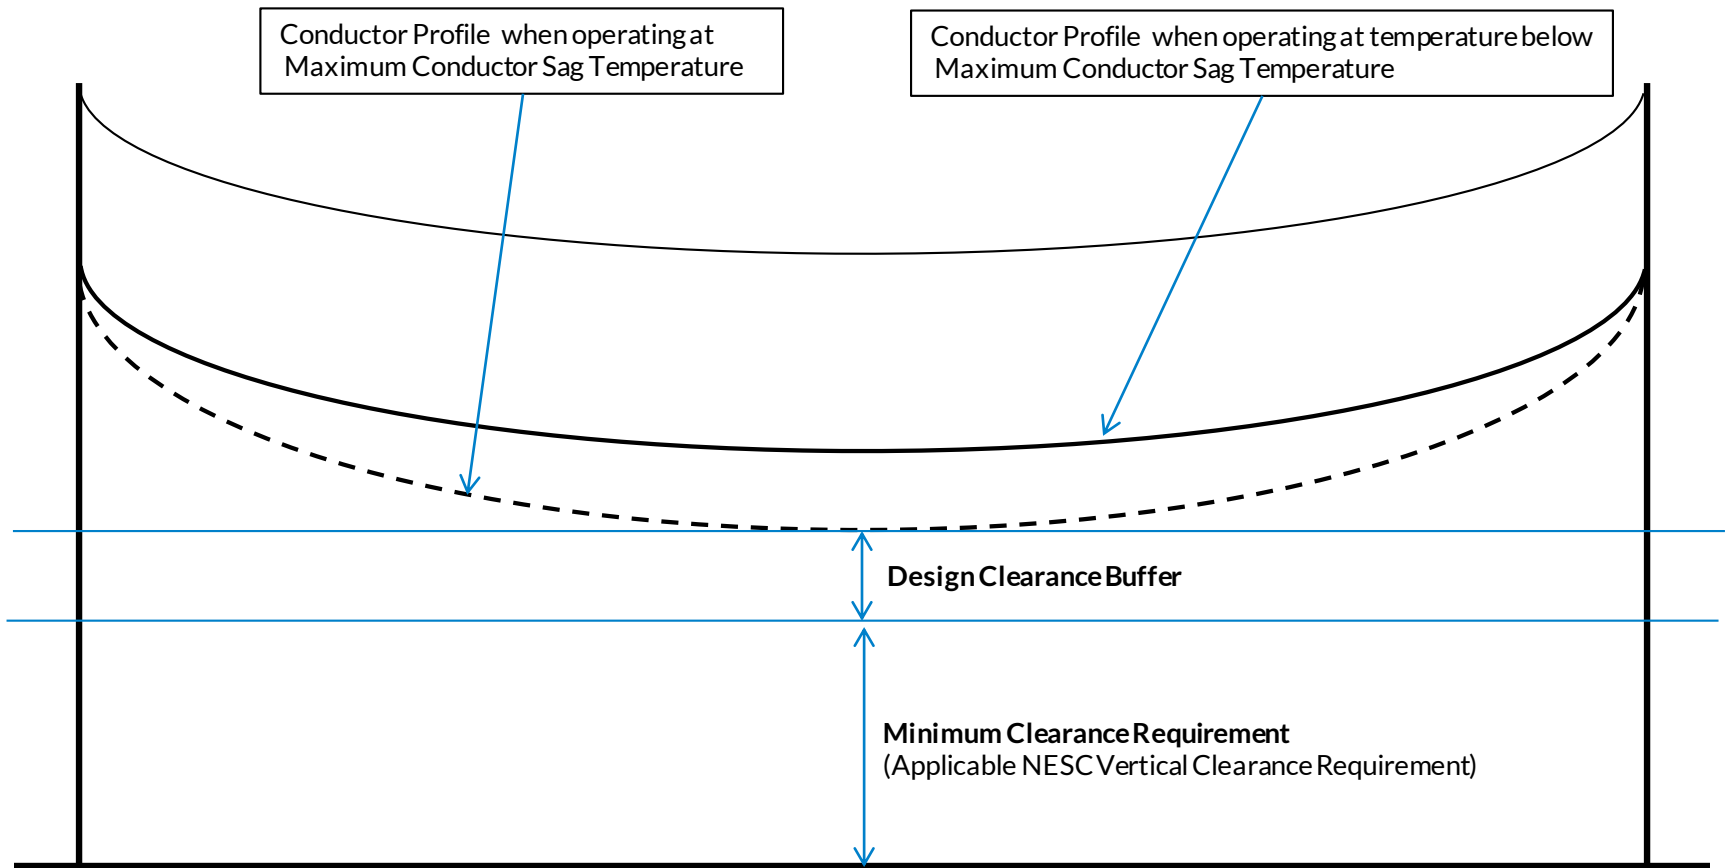 Conductor Profile when operating at
Maximum Conductor Sag Temperature
Conductor Profile when operating at temperature below
Maximum Conductor Sag Temperature
Design Clearance Buffer
Minimum Clearance Requirement
(Applicable NESC Vertical Clearance Requirement)